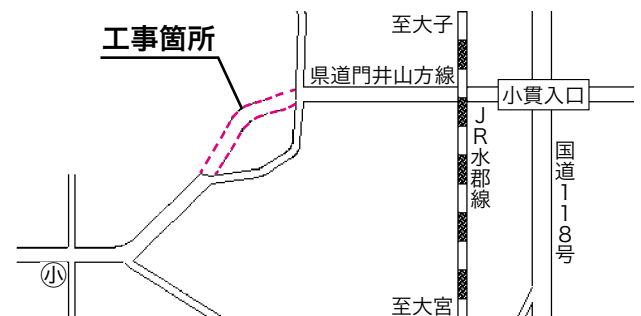 工事箇所
至大子
県道門井山方線
小貫入口
JR水郡線
国道118号
小
至大宮